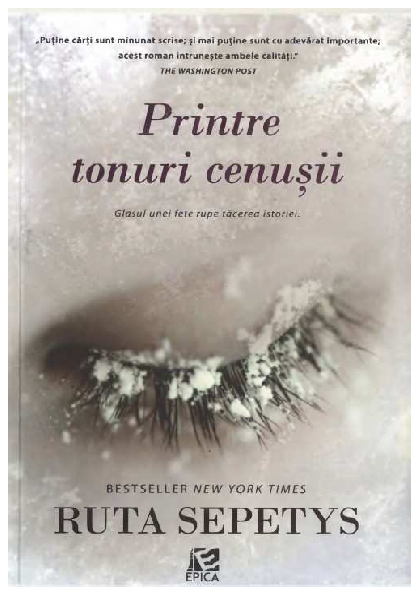 „Puține cărți sunt minunat scrise; și mai puține sunt cu adevărat importante;
acest roman întrunește ambele calități.”
THE WASHINGTON POST
Printre
tonuri cenușii
Glasul unei fete rupe tăcerea istoriei.
BESTSELLER NEW YORK TIMES
RUTA SEPETYS
EPICA